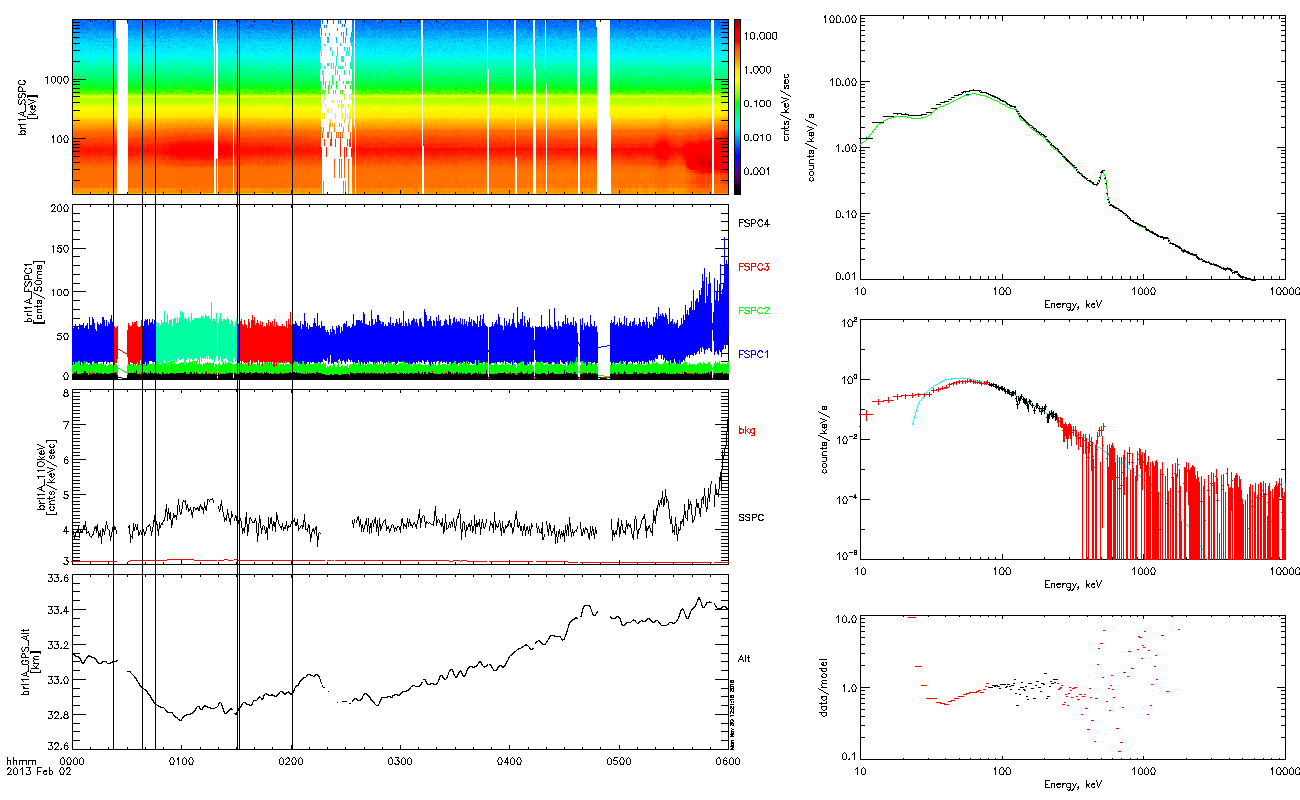 brl1A_SSPC
[keV]
1000
100
10.000
1.000
0.100
0.010
0.001
cnts/keV/sec
brl1A_FSPC1
[cnts/50ms]
200
150
100
50
0
FSPC4
FSPC3
FSPC2
FSPC1
brl1A_110keV
[cnts/keV/sec]
8
7
6
5
4
3
bkg
SSPC
brl1A_GPS_Alt
[km]
33.6
33.4
33.2
33.0
32.8
32.6
Alt
hhmm
0000 0100 0200 0300 0400 0500 0600
2013 Feb 02
counts/keV/s
100.00
10.00
1.00
0.10
0.01
10 100 1000 10000
Energy, keV
counts/keV/s
10²
10⁰
10⁻²
10⁻⁴
10⁻⁶
10 100 1000 10000
Energy, keV
data/model
10.0
1.0
0.1
10 100 1000 10000
Energy, keV